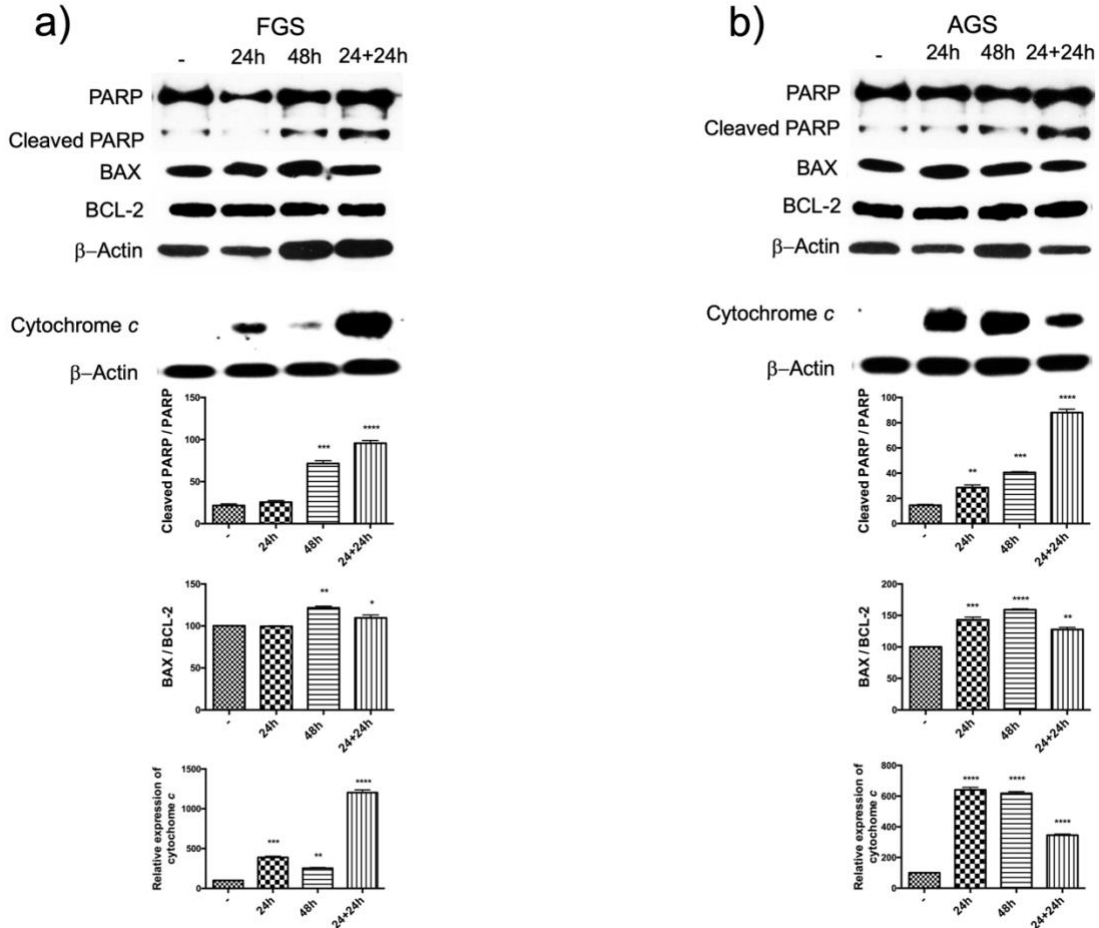 a)
FGS
- 24h 48h 24+24h
PARP
Cleaved PARP
BAX
BCL-2
β–Actin
Cytochrome c
β–Actin
Cleaved PARP / PARP
150
100
50
0
*** ****
- 24h 48h 24+24h
BAX / BCL-2
150
100
50
0
** *
- 24h 48h 24+24h
Relative expression of
cytochome c
1500
1000
500
0
*** ** ****
- 24h 48h 24+24h
b)
AGS
- 24h 48h 24+24h
PARP
Cleaved PARP
BAX
BCL-2
β–Actin
Cytochrome c
β–Actin
Cleaved PARP / PARP
100
80
60
40
20
0
** *** ****
- 24h 48h 24+24h
BAX / BCL-2
200
150
100
50
0
*** **** **
- 24h 48h 24+24h
Relative expression of
cytochome c
800
600
400
200
0
**** **** ****
- 24h 48h 24+24h